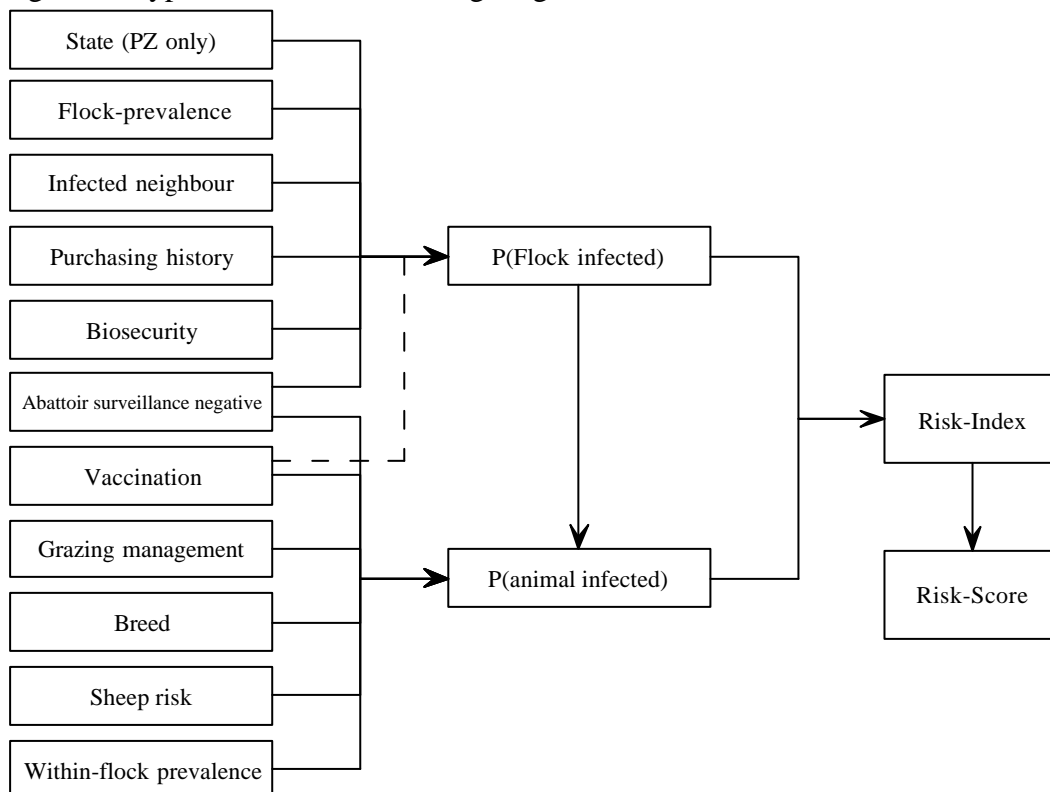 State (PZ only)
Flock-prevalence
Infected neighbour
Purchasing history
P(Flock infected)
Biosecurity
Abattoir surveillance negative
Risk-Index
Vaccination
Grazing management
P(animal infected)
Risk-Score
Breed
Sheep risk
Within-flock prevalence